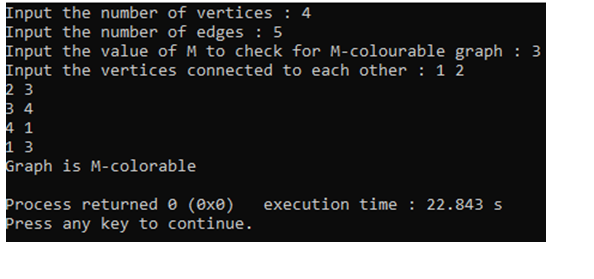 Input the number of vertices : 4
Input the number of edges : 5
Input the value of M to check for M-colourable graph : 3
Input the vertices connected to each other : 1 2
2 3
3 4
4 1
1 3
Graph is M-colorable
Process returned 0 (0x0)   execution time : 22.843 s
Press any key to continue.